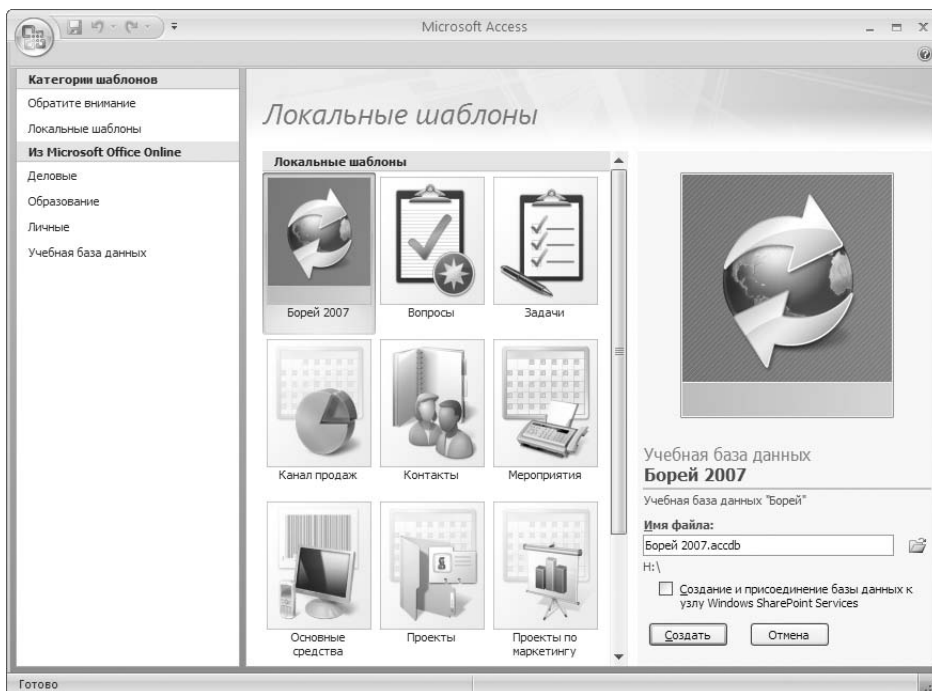 Microsoft Access
Категории шаблонов
Обратите внимание
Локальные шаблоны
Из Microsoft Office Online
Деловые
Образование
Личные
Учебная база данных
Локальные шаблоны
Локальные шаблоны
Борей 2007
Вопросы
Задачи
Канал продаж
Контакты
Мероприятия
Основные
средства
Проекты
Проекты по
маркетингу
Учебная база данных
Борей 2007
Учебная база данных "Борей"
Имя файла:
Борей 2007.accdb
H:\
Создание и присоединение базы данных к
узлу Windows SharePoint Services
Создать
Отмена
Готово